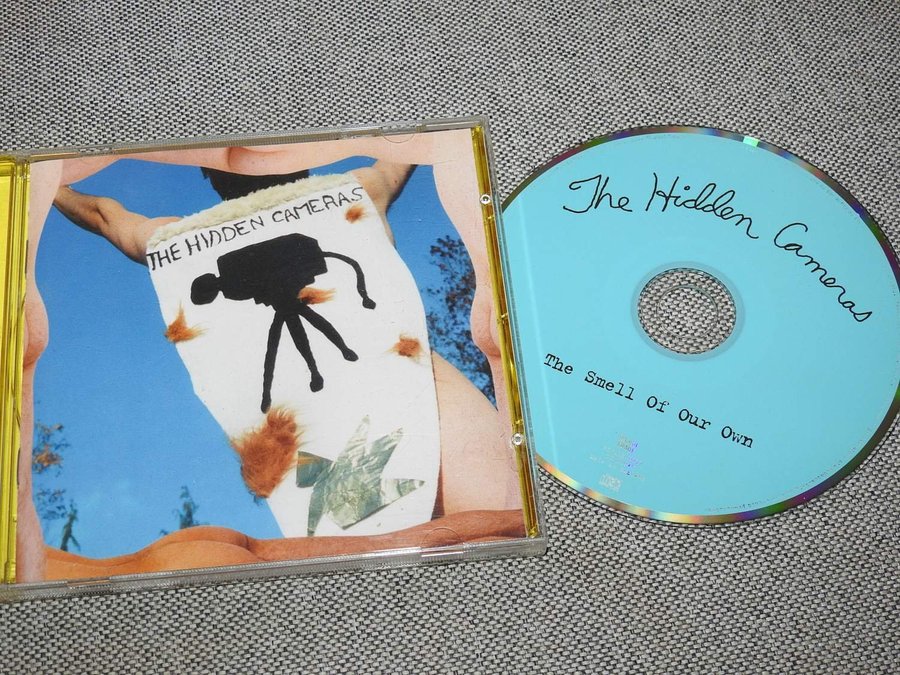 THE HIDDEN CAMERAS
The Hidden Cameras
The Smell Of Our Own